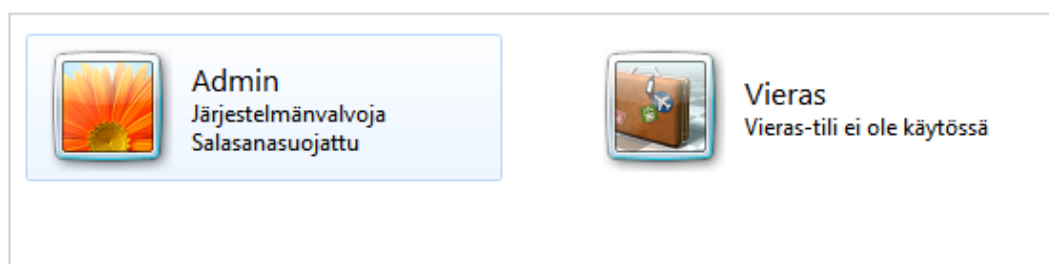 Admin
Järjestelmänvalvoja
Salasanasuojattu
Vieras
Vieras-tili ei ole käytössä